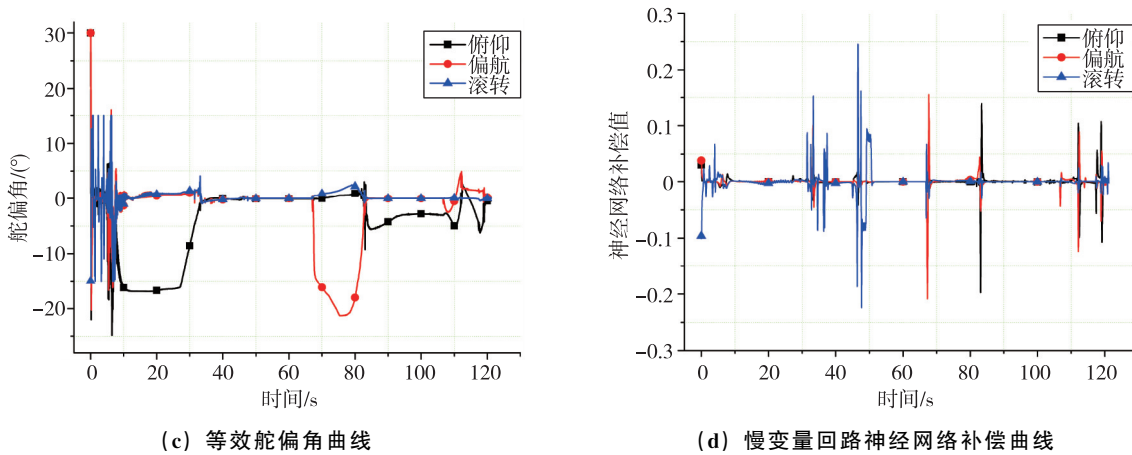 30
20
10
0
-10
-20
舵偏角/(°)
俯仰
偏航
滚转
0 20 40 60 80 100 120
时间/s
(c) 等效舵偏角曲线
0.3
0.2
0.1
0
-0.1
-0.2
-0.3
神经网络补偿值
俯仰
偏航
滚转
0 20 40 60 80 100 120
时间/s
(d) 慢变量回路神经网络补偿曲线